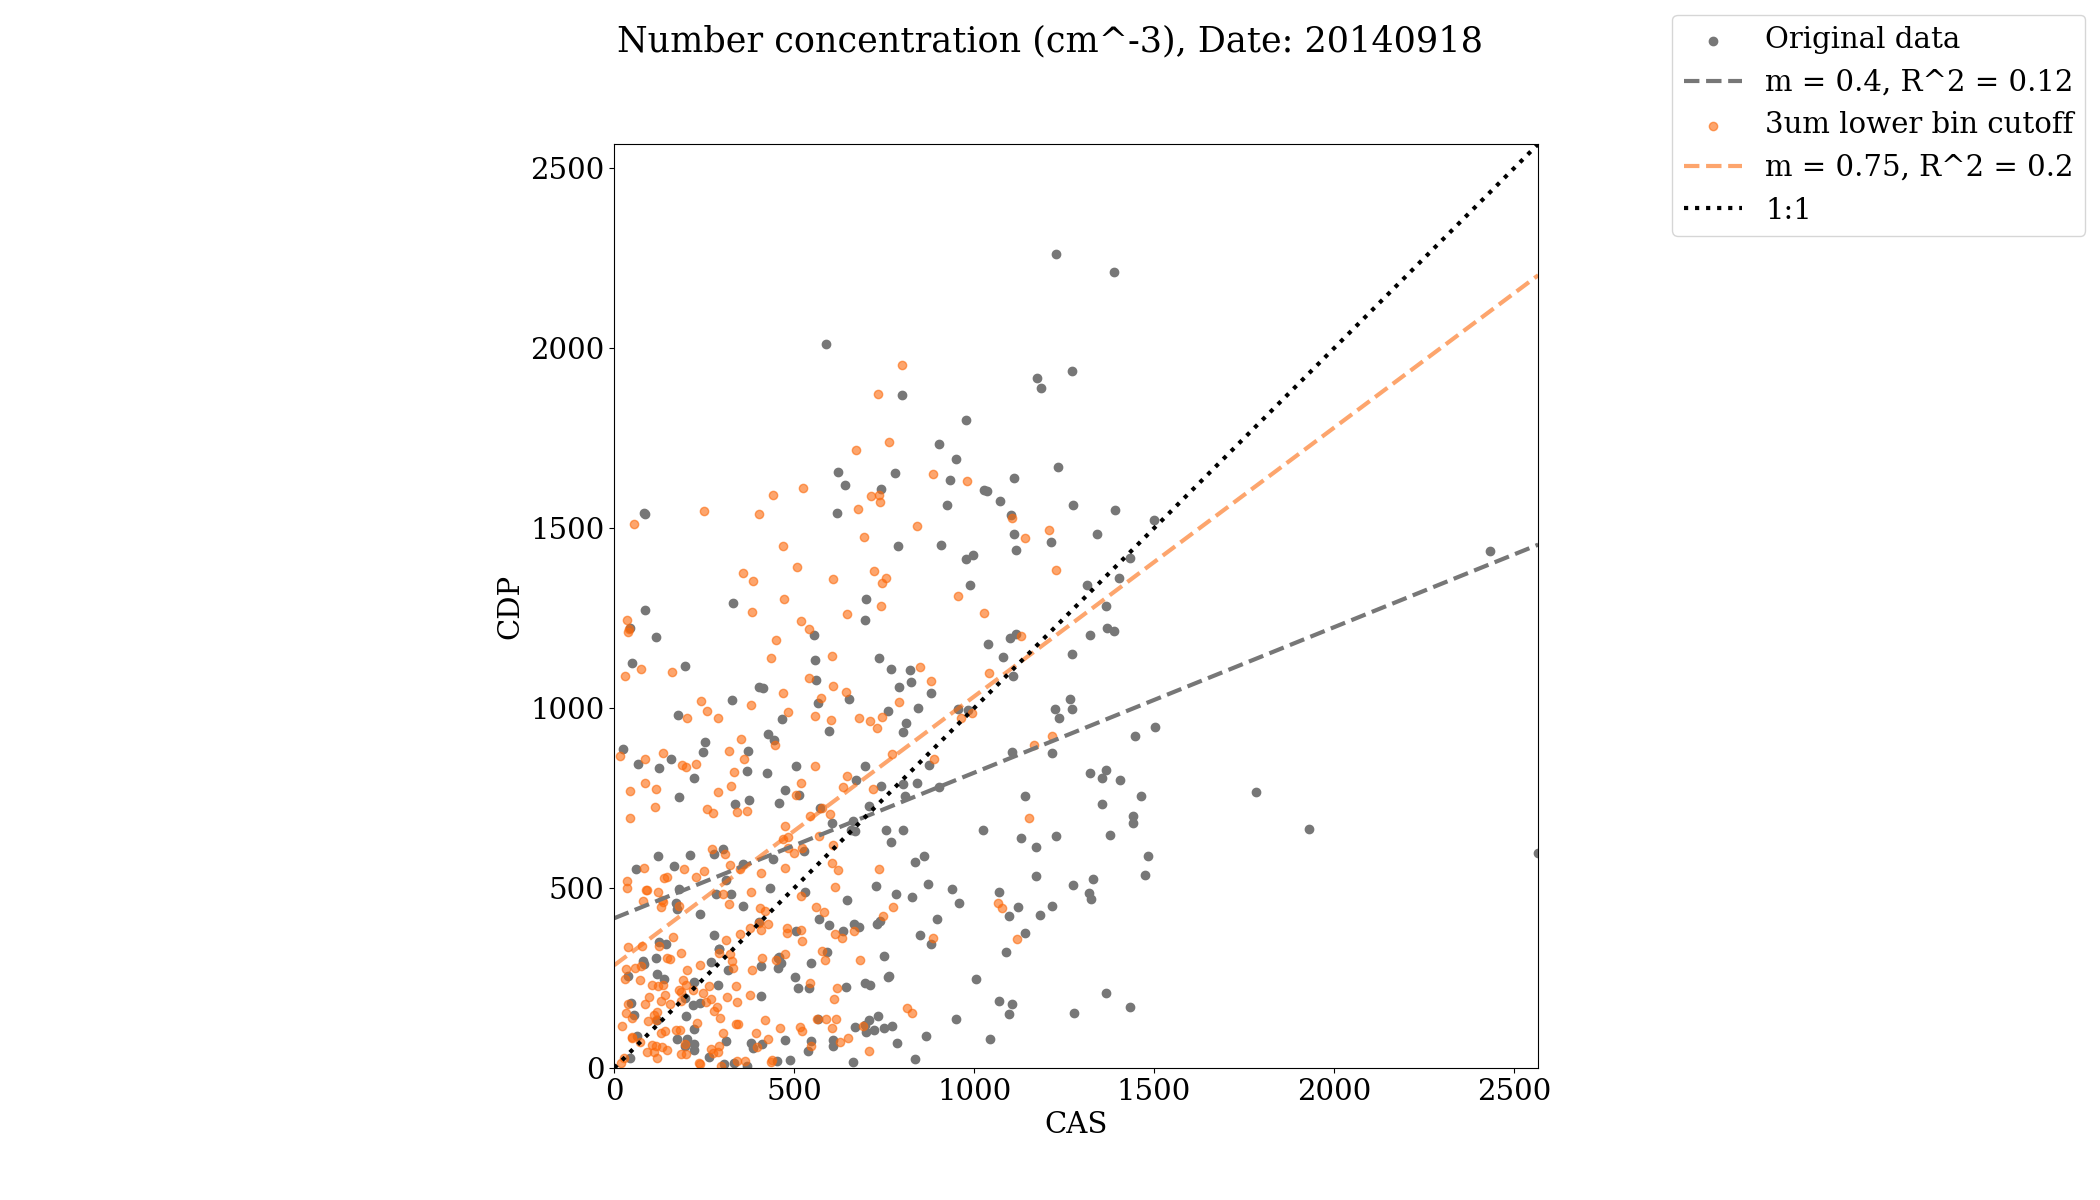 Number concentration (cm^-3), Date: 20140918
Original data
m = 0.4, R^2 = 0.12
3um lower bin cutoff
m = 0.75, R^2 = 0.2
1:1
2500
2000
1500
1000
500
0
CDP
0 500 1000 1500 2000 2500
CAS